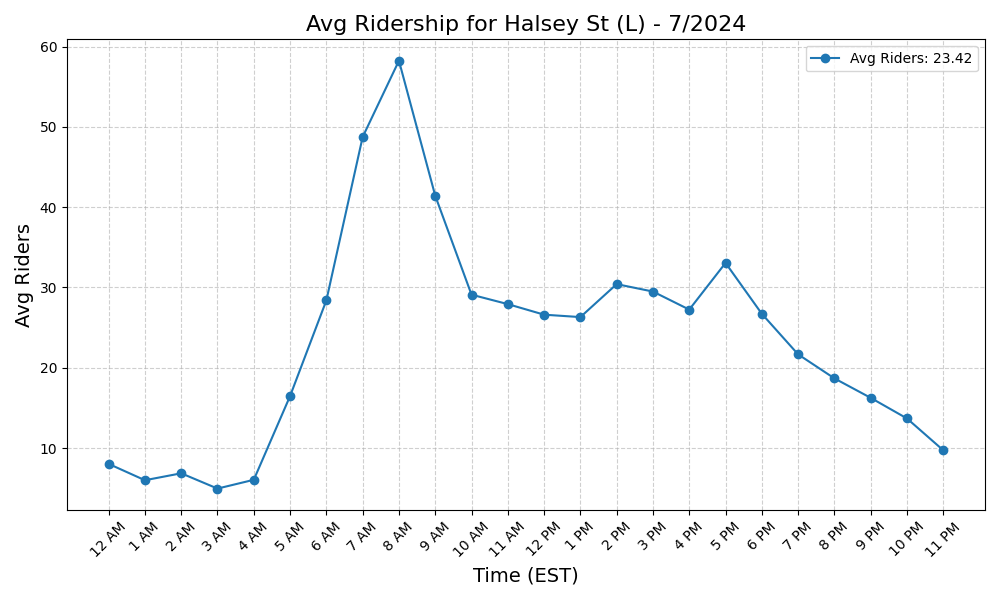 Avg Ridership for Halsey St (L) - 7/2024
Avg Riders: 23.42
Avg Riders
60
50
40
30
20
10
12 AM
1 AM
2 AM
3 AM
4 AM
5 AM
6 AM
7 AM
8 AM
9 AM
10 AM
11 AM
12 PM
1 PM
2 PM
3 PM
4 PM
5 PM
6 PM
7 PM
8 PM
9 PM
10 PM
11 PM
Time (EST)